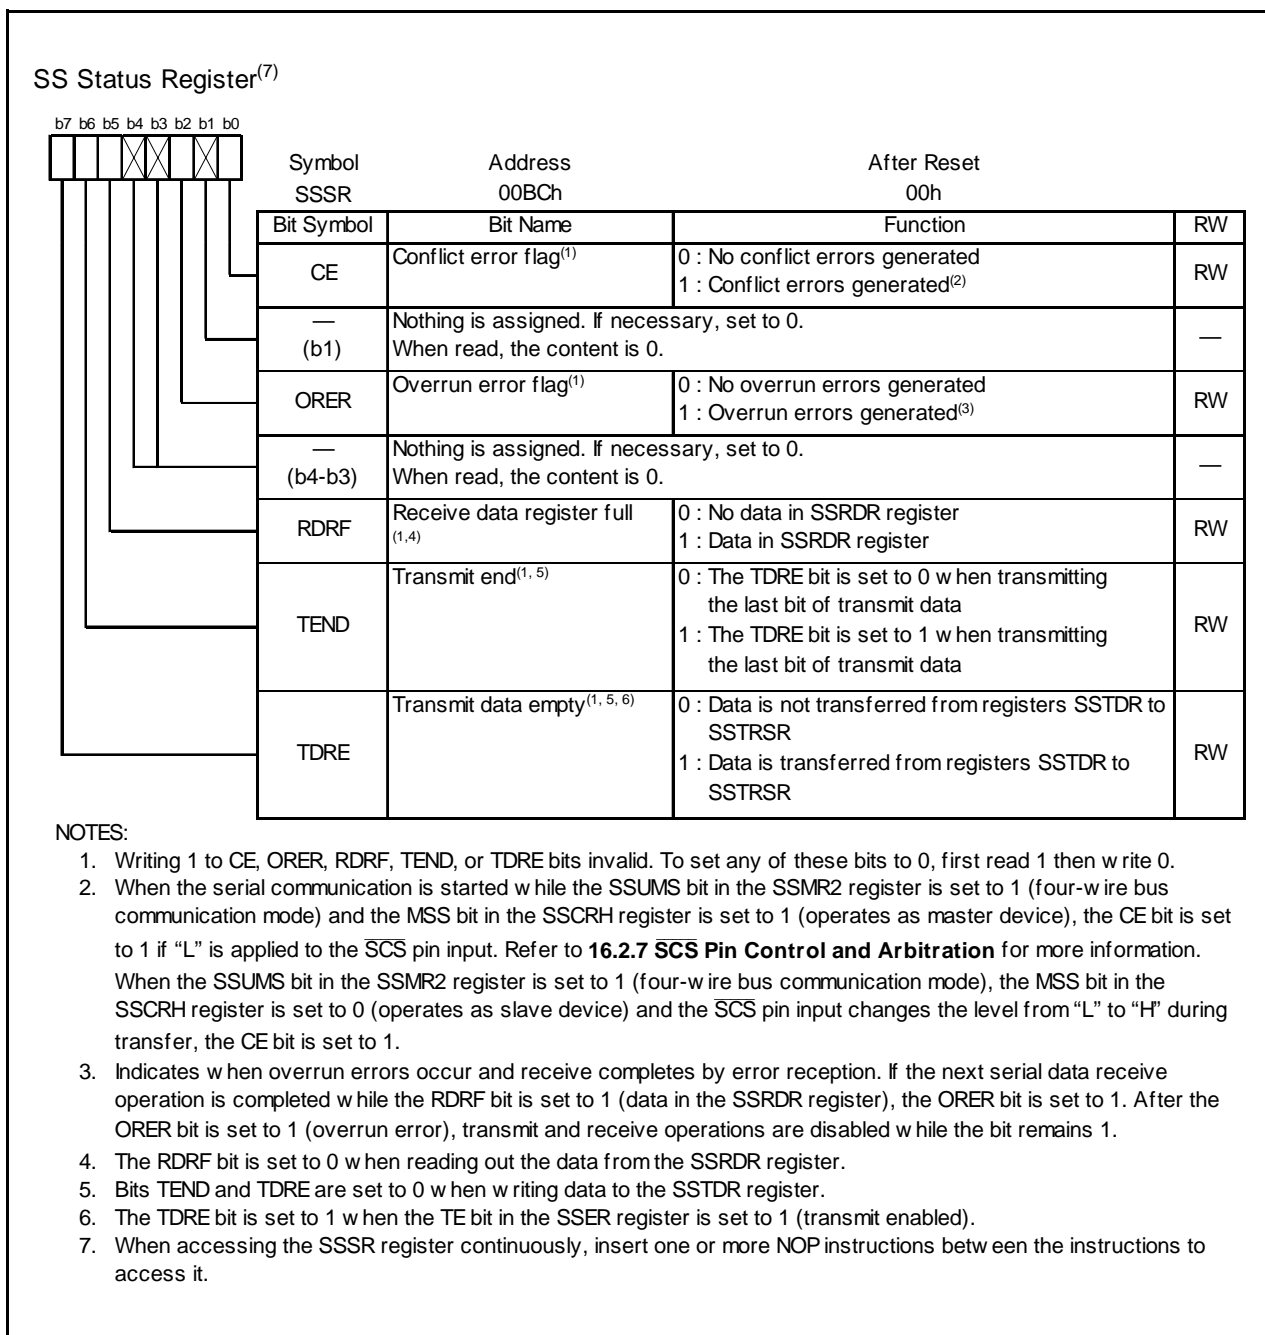 SS Status Register(7)
b7 b6 b5 b4 b3 b2 b1 b0
Symbol Address After Reset
SSSR 00BCh 00h
Bit Symbol Bit Name Function RW
CE Conflict error flag(1) 0 : No conflict errors generated RW
1 : Conflict errors generated(2)
— Nothing is assigned. If necessary, set to 0. —
(b1) When read, the content is 0.
ORER Overrun error flag(1) 0 : No overrun errors generated RW
1 : Overrun errors generated(3)
— Nothing is assigned. If necessary, set to 0. —
(b4-b3) When read, the content is 0.
RDRF Receive data register full 0 : No data in SSRDR register RW
(1,4) 1 : Data in SSRDR register
Transmit end(1, 5) 0 : The TDRE bit is set to 0 when transmitting
the last bit of transmit data
TEND 1 : The TDRE bit is set to 1 when transmitting RW
the last bit of transmit data
Transmit data empty(1, 5, 6) 0 : Data is not transferred from registers SSTDR to
SSTRSR
TDRE 1 : Data is transferred from registers SSTDR to RW
SSTRSR
NOTES:
1. Writing 1 to CE, ORER, RDRF, TEND, or TDRE bits invalid. To set any of these bits to 0, first read 1 then write 0.
2. When the serial communication is started while the SSUMS bit in the SSMR2 register is set to 1 (four-wire bus
communication mode) and the MSS bit in the SSCRH register is set to 1 (operates as master device), the CE bit is set
to 1 if “L” is applied to the SCS pin input. Refer to 16.2.7 SCS Pin Control and Arbitration for more information.
When the SSUMS bit in the SSMR2 register is set to 1 (four-wire bus communication mode), the MSS bit in the
SSCRH register is set to 0 (operates as slave device) and the SCS pin input changes the level from “L” to “H” during
transfer, the CE bit is set to 1.
3. Indicates when overrun errors occur and receive completes by error reception. If the next serial data receive
operation is completed while the RDRF bit is set to 1 (data in the SSRDR register), the ORER bit is set to 1. After the
ORER bit is set to 1 (overrun error), transmit and receive operations are disabled while the bit remains 1.
4. The RDRF bit is set to 0 when reading out the data from the SSRDR register.
5. Bits TEND and TDRE are set to 0 when writing data to the SSTDR register.
6. The TDRE bit is set to 1 when the TE bit in the SSER register is set to 1 (transmit enabled).
7. When accessing the SSSR register continuously, insert one or more NOP instructions between the instructions to
access it.